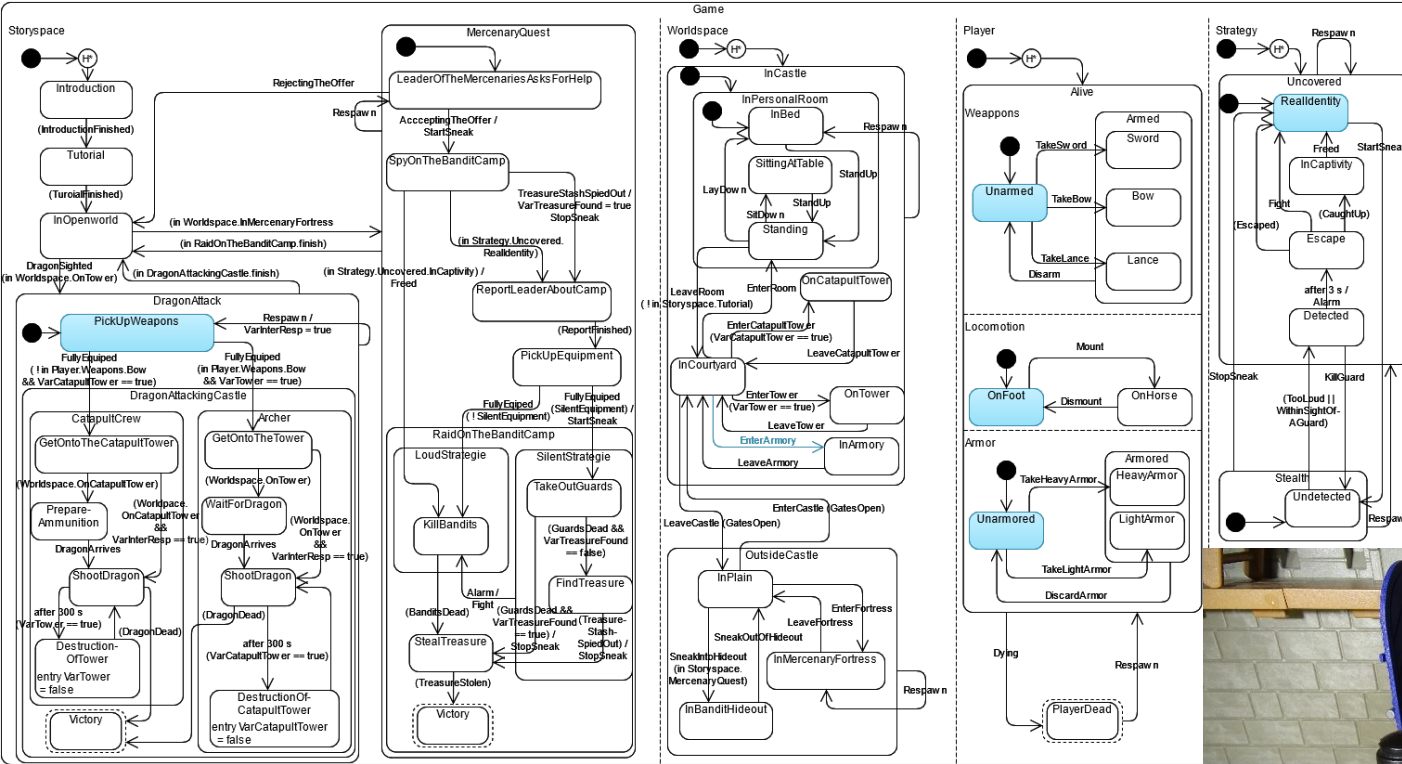 Game
Storyspace
H*
Introduction
(IntroductionFinished)
Tutorial
(TurorialFinished)
InOpenworld
DragonSighted
(in Worldspace.OnTower)
(in DragonAttackingCastle.finish)
RejectingTheOffer
(in Worldspace.InMercenaryFortress)
(in RaidOnTheBanditCamp.finish)
DragonAttack
PickUpWeapons
Respawn /
VarInterResp = true
FullyEquiped
( ! in Player.Weapons.Bow
&& VarCatapultTower == true)
FullyEquiped
(in Player.Weapons.Bow
&& VarTower == true)
DragonAttackingCastle
CatapultCrew
GetOntoTheCatapultTower
(Worldspace.OnCatapultTower)
Prepare-
Ammunition
(Worldpace.
OnCatapultTower
&&
VarInterResp == true)
DragonArrives
ShootDragon
after 300 s
(VarTower == true)
(DragonDead)
Destruction-
OfTower
entry VarTower
= false
Victory
Archer
GetOntoTheTower
(Worldspace.OnTower)
WaitForDragon
(Worldspace.
OnTower
&&
VarInterResp == true)
DragonArrives
ShootDragon
(DragonDead)
after 300 s
(VarCatapultTower == true)
DestructionOf-
CatapultTower
entry VarCatapultTower
= false
MercenaryQuest
LeaderOfTheMercenariesAsksForHelp
Respawn
AccceptingTheOffer /
StartSneak
SpyOnTheBanditCamp
TreasureStashSpiedOut /
VarTreasureFound = true
StopSneak
(in Strategy.Uncovered.
RealIdentity)
(in Strategy.Uncovered.InCaptivity) /
Freed
ReportLeaderAboutCamp
(ReportFinished)
PickUpEquipment
FullyEqiped
( ! SilentEquipment)
FullyEquiped
(SilentEquipment) /
StartSneak
RaidOnTheBanditCamp
LoudStrategie
KillBandits
SilentStrategie
TakeOutGuards
(GuardsDead &&
VarTreasureFound
== false)
FindTreasure
Alarm /
Fight
(BanditsDead)
(GuardsDead &&
VarTreasureFound
== true) /
StopSneak
(Treasure-
Stash-
SpiedOut) /
StopSneak
StealTreasure
(TreasureStolen)
Victory
Worldspace
H*
InCastle
InPersonalRoom
InBed
Respawn
SittingAtTable
StandUp
LayDown
StandUp
SitDown
Standing
LeaveRoom
( ! in.Storyspace.Tutorial)
EnterRoom
OnCatapultTower
EnterCatapultTower
(VarCatapultTower == true)
LeaveCatapultTower
InCourtyard
EnterTower
(VarTower == true)
OnTower
LeaveTower
EnterArmory
InArmory
LeaveArmory
EnterCastle (GatesOpen)
LeaveCastle (GatesOpen)
OutsideCastle
InPlain
EnterFortress
LeaveFortress
SneakOutOfHideout
SneakIntoHideout
(in Storyspace.
MercenaryQuest)
InMercenaryFortress
Respawn
InBanditHideout
Player
H*
Alive
Weappons
Armed
TakeSword
Sword
Unarmed
TakeBow
Bow
TakeLance
Lance
Disarm
Locomotion
Mount
OnFoot
Dismount
OnHorse
Armor
Armored
TakeHeavyArmor
HeavyArmor
Unarmored
LightArmor
TakeLightArmor
DiscardArmor
Dying
Respawn
PlayerDead
Strategy
Respawn
H*
Uncovered
RealIdentity
Freed
StartSneak
InCaptivity
Fight
(CaughtUp)
(Escaped)
Escape
after 3 s /
Alarm
Detected
StopSneak
KillGuard
(TooLoud ||
WithinSightOf-
AGuard)
Stealth
Undetected